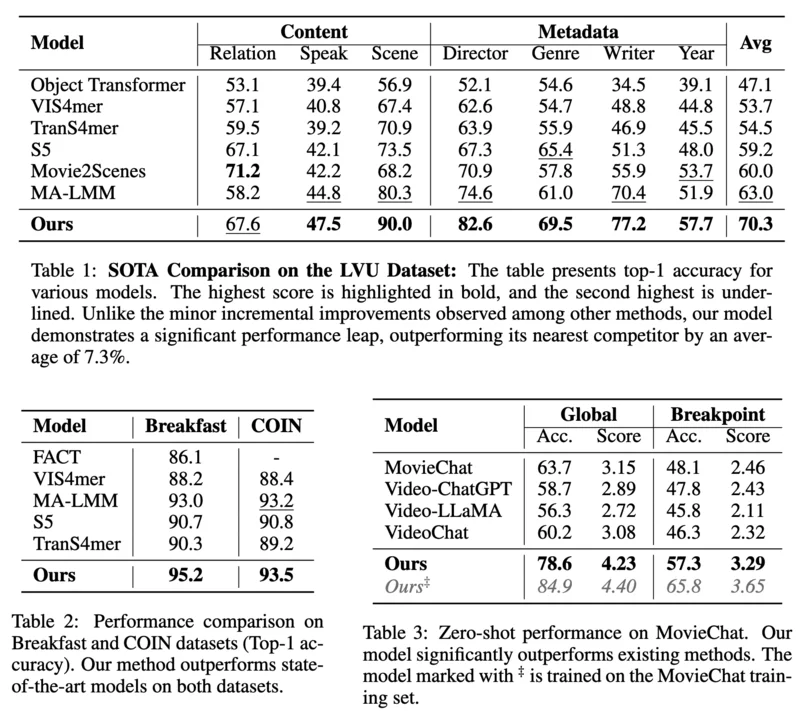 Model Content Metadata Avg
Relation Speak Scene Director Genre Writer Year
Object Transformer 53.1 39.4 56.9 52.1 54.6 34.5 39.1 47.1
VIS4mer 57.1 40.8 67.4 62.6 54.7 48.8 44.8 53.7
TranS4mer 59.5 39.2 70.9 63.9 55.9 46.9 45.5 54.5
S5 67.1 42.1 73.5 67.3 65.4 51.3 48.0 59.2
Movie2Scenes 71.2 42.2 68.2 70.9 57.8 55.9 53.7 60.0
MA-LMM 58.2 44.8 80.3 74.6 61.0 70.4 51.9 63.0
Ours 67.6 47.5 90.0 82.6 69.5 77.2 57.7 70.3
Table 1: SOTA Comparison on the LVU Dataset: The table presents top-1 accuracy for
various models. The highest score is highlighted in bold, and the second highest is under-
lined. Unlike the minor incremental improvements observed among other methods, our model
demonstrates a significant performance leap, outperforming its nearest competitor by an aver-
age of 7.3%.
Model Breakfast COIN
FACT 86.1 -
VIS4mer 88.2 88.4
MA-LMM 93.0 93.2
S5 90.7 90.8
TranS4mer 90.3 89.2
Ours 95.2 93.5
Table 2: Performance comparison on
Breakfast and COIN datasets (Top-1 ac-
curacy). Our method outperforms state-
of-the-art models on both datasets.
Model Global Breakpoint
Acc. Score Acc. Score
MovieChat 63.7 3.15 48.1 2.46
Video-ChatGPT 58.7 2.89 47.8 2.43
Video-LLaMA 56.3 2.72 45.8 2.11
VideoChat 60.2 3.08 46.3 2.32
Ours 78.6 4.23 57.3 3.29
Ours‡ 84.9 4.40 65.8 3.65
Table 3: Zero-shot performance on MovieChat. Our
model significantly outperforms existing methods. The
model marked with ‡ is trained on the MovieChat train-
ing set.